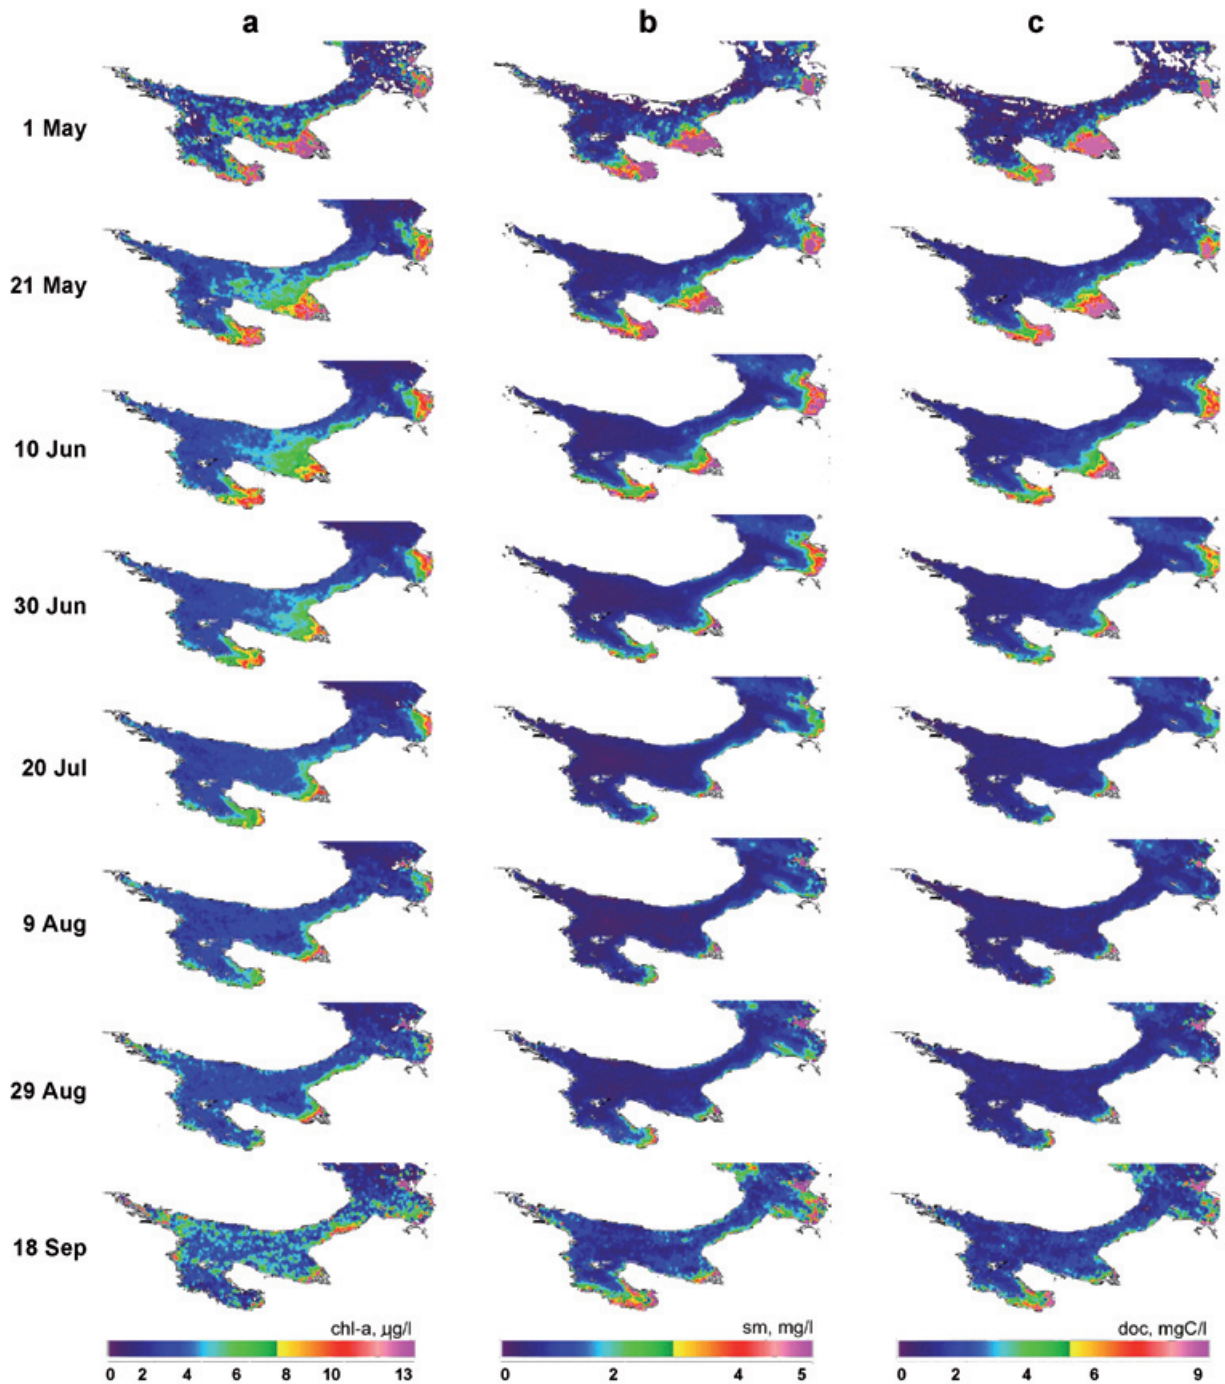 a b c
1 May
21 May
10 Jun
30 Jun
20 Jul
9 Aug
29 Aug
18 Sep
chl-a, µg/l sm, mg/l doc, mgC/l
0 2 4 6 8 10 13 0 2 4 5 0 2 4 6 9